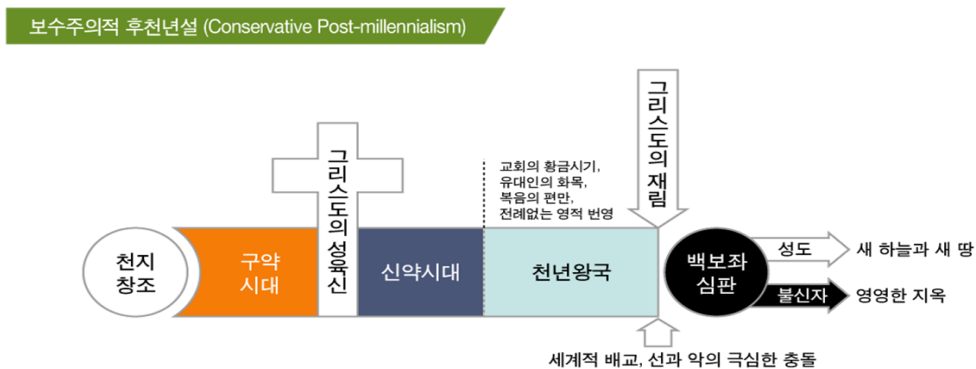 보수주의적 후천년설 (Conservative Post-millennialism)
그리스도의 재림
그리스도의 성육신
교회의 황금시기,
유대인의 화목,
복음의 편만,
전례없는 영적 번영
천지
창조
구약
시대
신약시대
천년왕국
백보좌
심판
성도
새 하늘과 새 땅
불신자
영영한 지옥
세계적 배교, 선과 악의 극심한 충돌